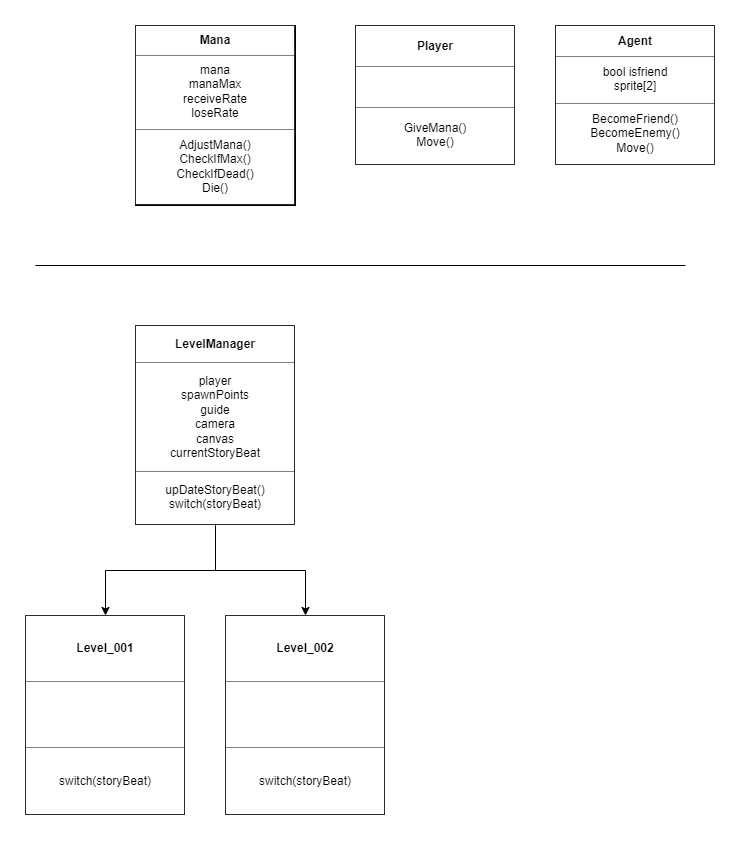 Mana
mana
manaMax
receiveRate
loseRate
AdjustMana()
CheckIfMax()
CheckIfDead()
Die()
Player
GiveMana()
Move()
Agent
bool isfriend
sprite[2]
BecomeFriend()
BecomeEnemy()
Move()
LevelManager
player
spawnPoints
guide
camera
canvas
currentStoryBeat
upDateStoryBeat()
switch(storyBeat)
Level_001
switch(storyBeat)
Level_002
switch(storyBeat)